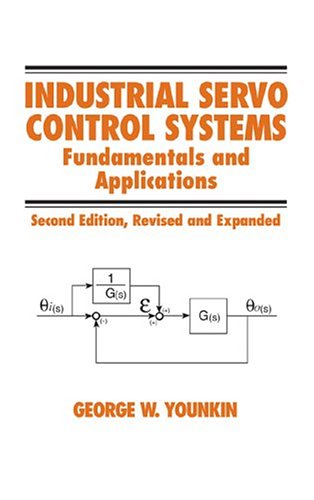 INDUSTRIAL SERVO
CONTROL SYSTEMS
Fundamentals and
Applications
Second Edition, Revised and Expanded
1
G(s)
θi(s)
(-)
ε
(+)
(+)
G(s)
θo(s)
GEORGE W. YOUNKIN